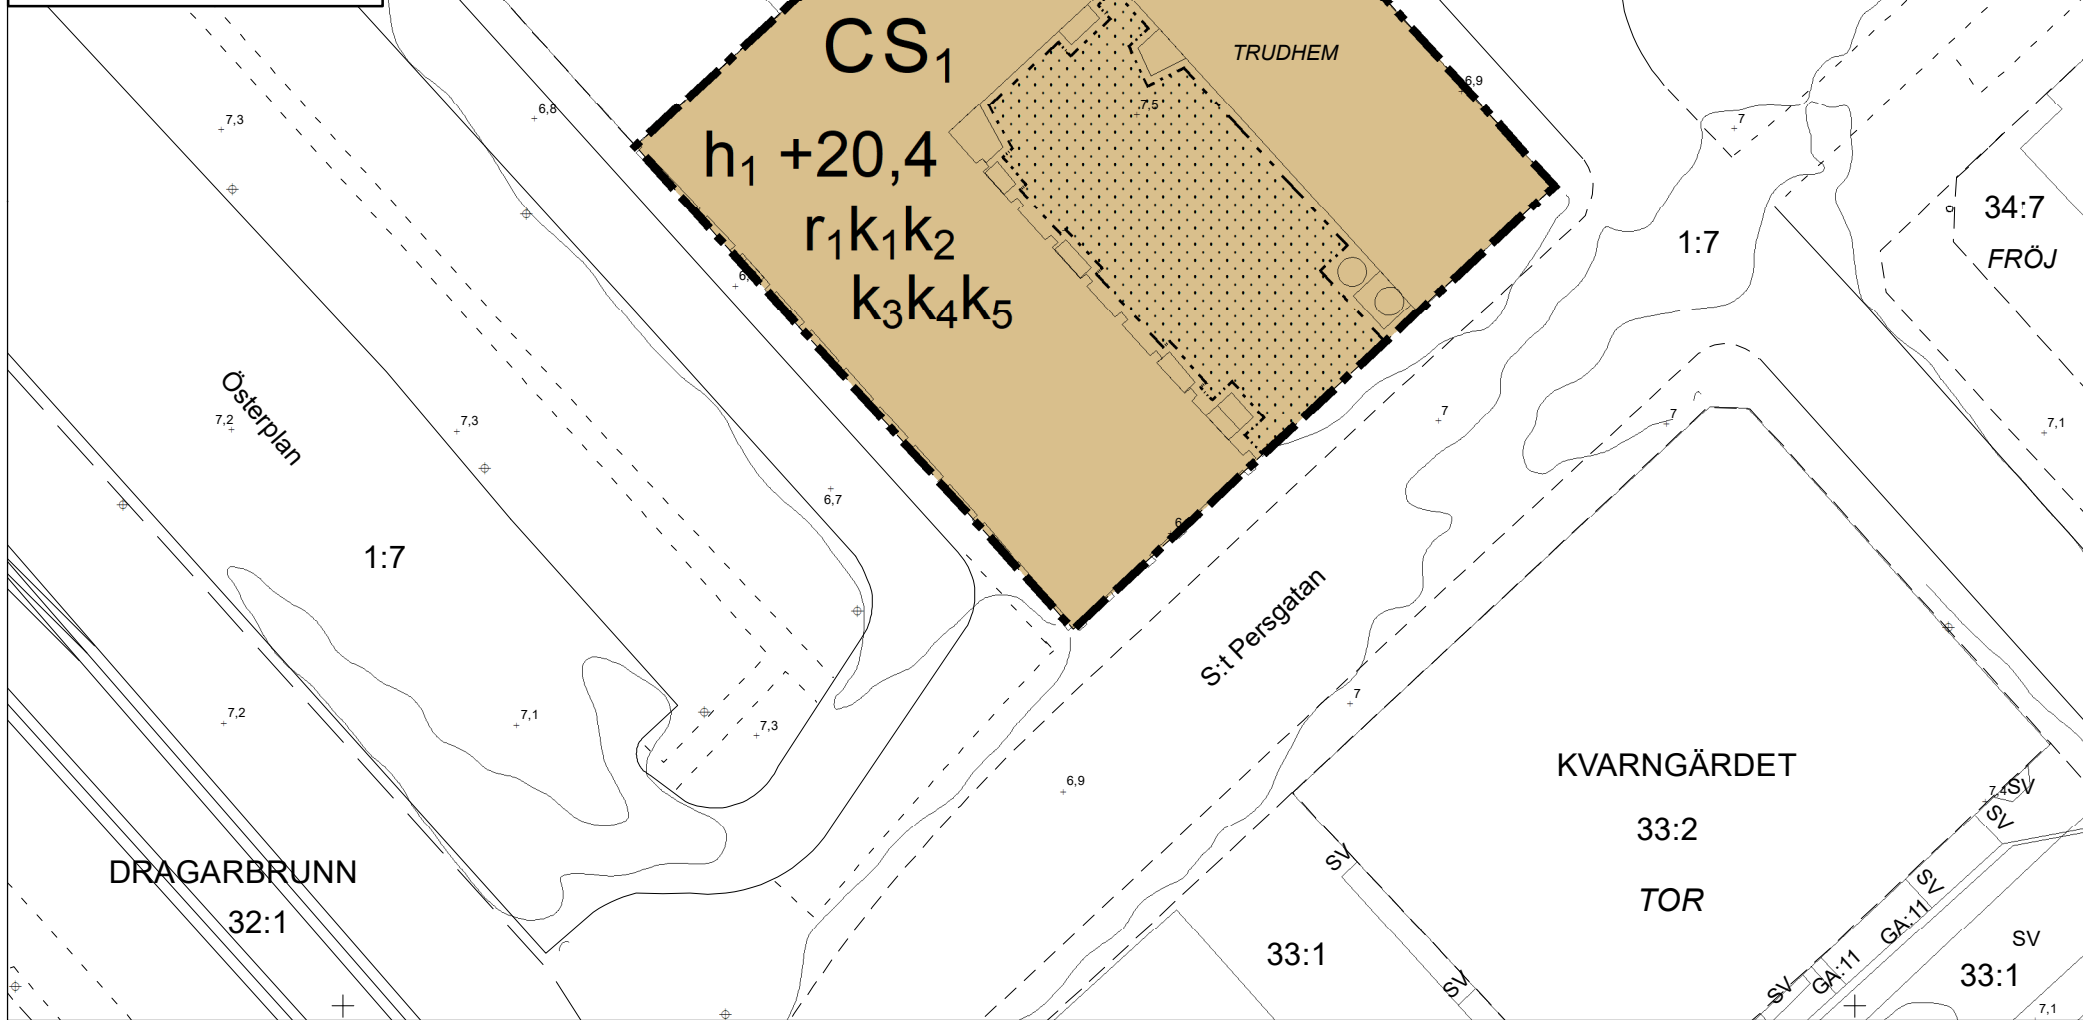 CS₁
TRUDHEM
6,9
7,3
6,8
7,5
7
h₁ +20,4
34:7
r₁k₁k₂
1:7
FRÖJ
k₃k₄k₅
Österplan
7,2
7,3
7
7
7,1
6,7
1:7
S:t Persgatan
7,2
7,1
7,3
7
6,9
KVARNGÄRDET
7,4
SV
SV
33:2
DRAGARBRUNN
SV
SV
TOR
32:1
GA:11
33:1
SV
GA:11
33:1
SV
SV
7,1